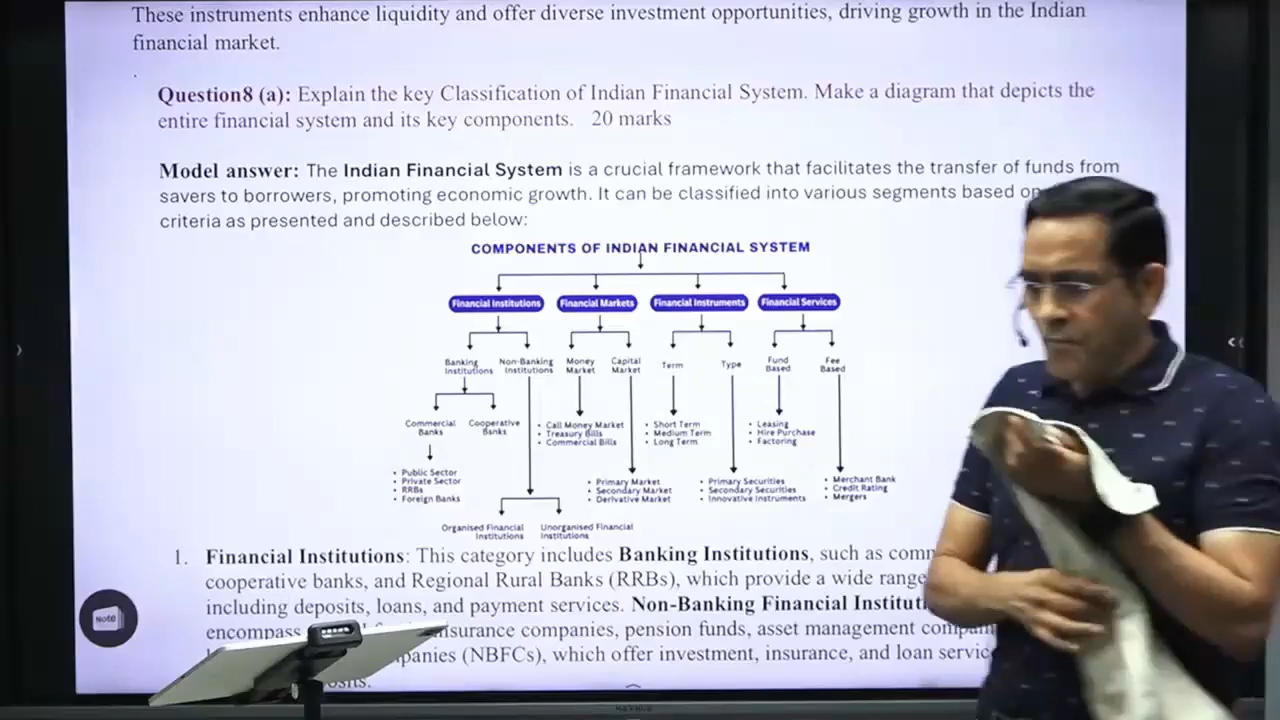 These instruments enhance liquidity and offer diverse investment opportunities, driving growth in the Indian
financial market.
Question8 (a): Explain the key Classification of Indian Financial System. Make a diagram that depicts the
entire financial system and its key components. 20 marks
Model answer: The Indian Financial System is a crucial framework that facilitates the transfer of funds from
savers to borrowers, promoting economic growth. It can be classified into various segments based on
criteria as presented and described below:
COMPONENTS OF INDIAN FINANCIAL SYSTEM
Financial Institutions Financial Markets Financial Instruments Financial Services
Banking Institutions
Non-Banking Institutions
Money Market
Capital Market
Term
Type
Fund Based
Fee Based
Commercial Banks
Cooperative Banks
• Call Money Market
• Treasury Bills
• Commercial Bills
• Short Term
• Medium Term
• Long Term
• Leasing
• Hire Purchase
• Factoring
• Public Sector
• Private Sector
• RRBs
• Foreign Banks
• Primary Market
• Secondary Market
• Derivative Market
• Primary Securities
• Secondary Securities
• Innovative Instruments
• Merchant Bank
• Credit Rating
• Mergers
Organised Financial Institutions
Unorganised Financial Institutions
1. Financial Institutions: This category includes Banking Institutions, such as
cooperative banks, and Regional Rural Banks (RRBs), which provide a wide range
including deposits, loans, and payment services. Non-Banking Financial
encompass insurance companies, pension funds, asset management
(NBFCs), which offer investment, insurance, and loan
Note